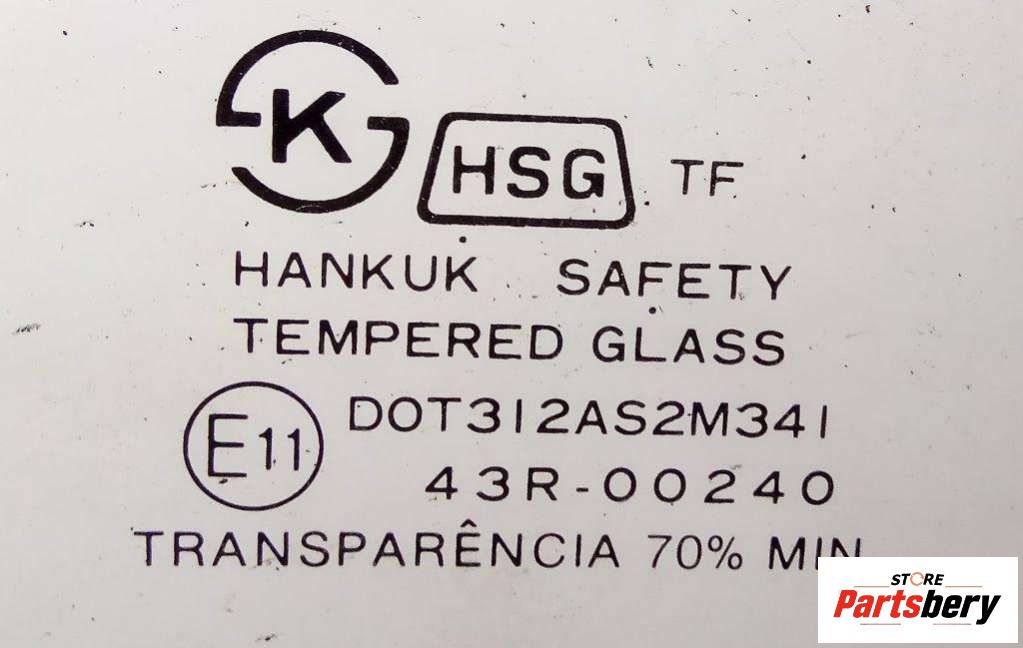 K HSG TF
HANKUK SAFETY
TEMPERED GLASS
E11 DOT312AS2M341
43R-00240
TRANSPARÊNCIA 70% MIN
STORE
Partsbery